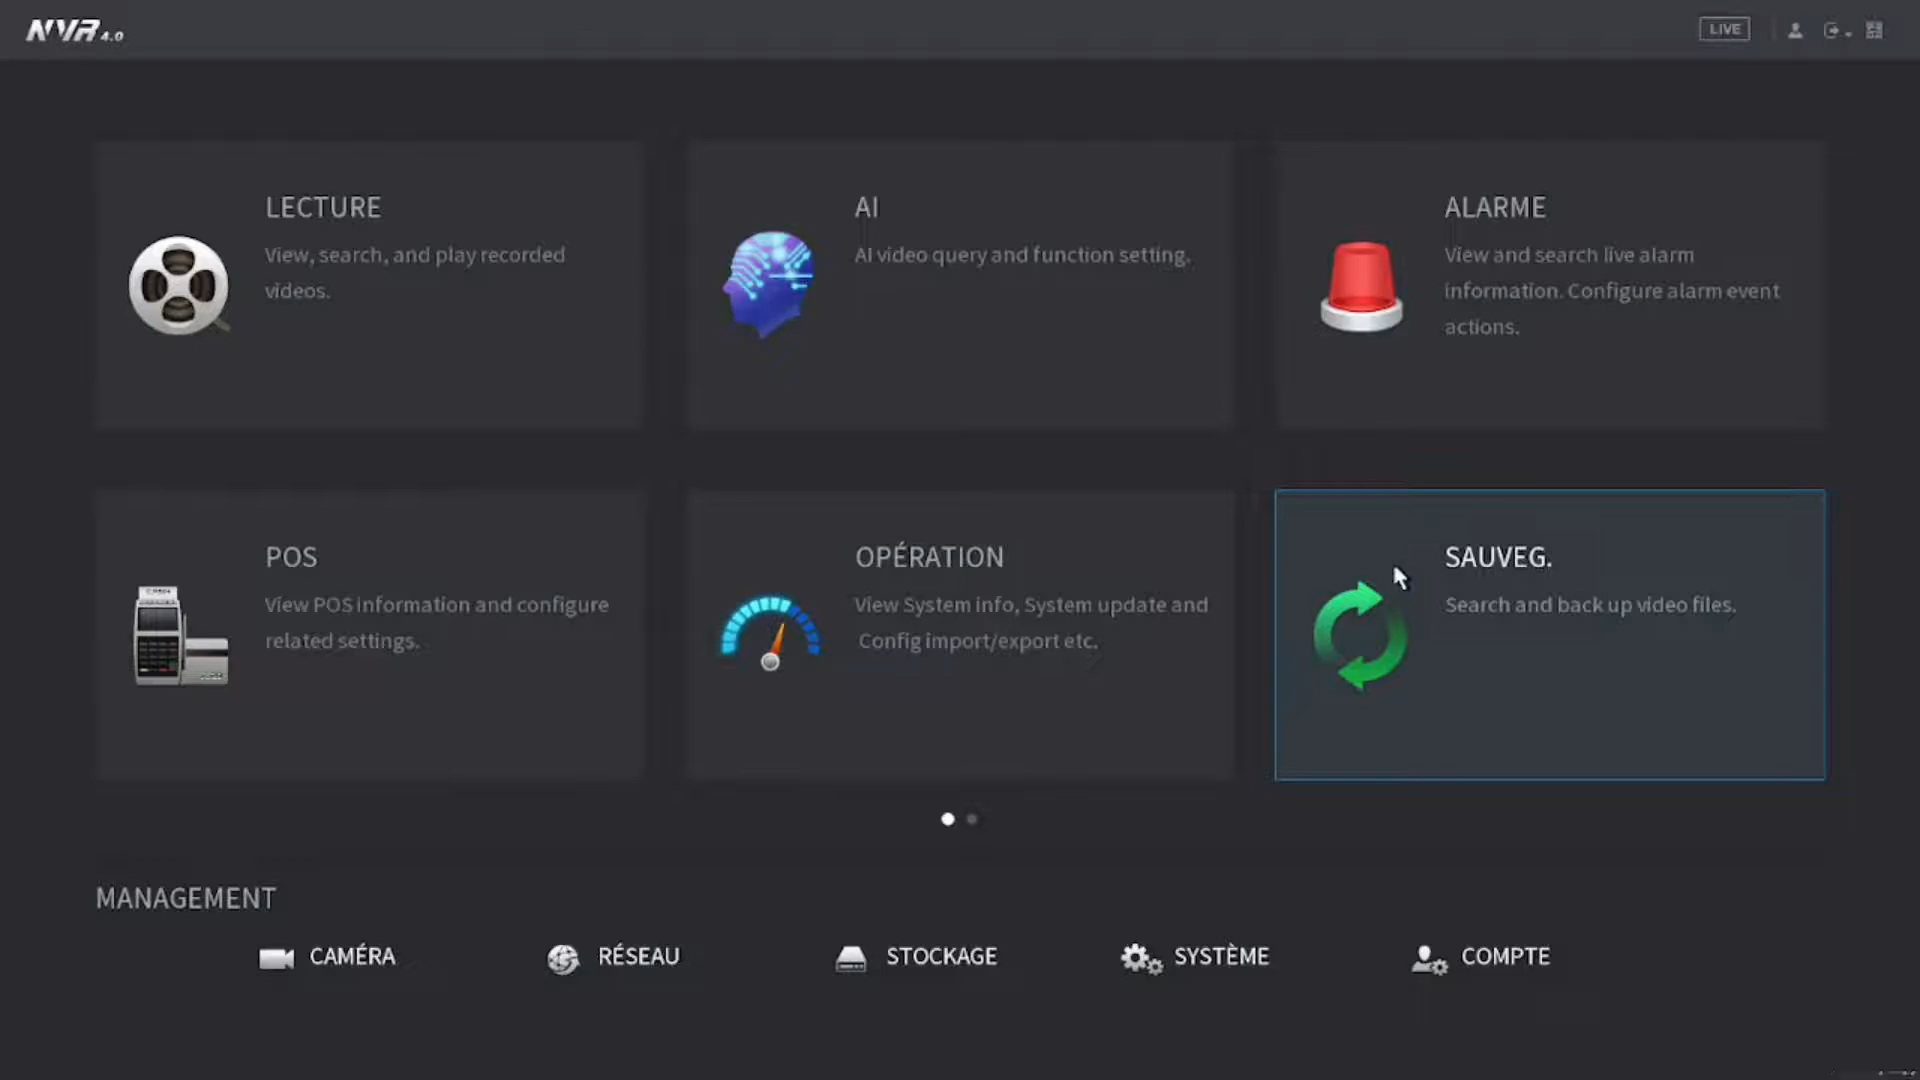 NVR 4.0
LIVE
LECTURE
View, search, and play recorded
videos.
AI
AI video query and function setting.
ALARME
View and search live alarm
information. Configure alarm event
actions.
POS
View POS information and configure
related settings.
OPÉRATION
View System info, System update and
Config import/export etc.
SAUVEG.
Search and back up video files.
MANAGEMENT
CAMÉRA
RÉSEAU
STOCKAGE
SYSTÈME
COMPTE